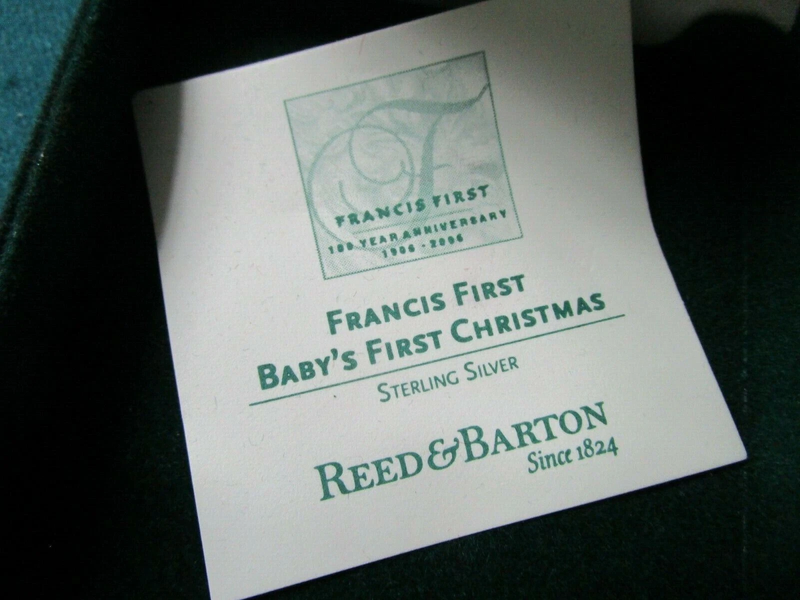 F
FRANCIS FIRST
100 YEAR ANNIVERSARY
1906 - 2006
FRANCIS FIRST
BABY'S FIRST CHRISTMAS
STERLING SILVER
REED & BARTON
Since 1824